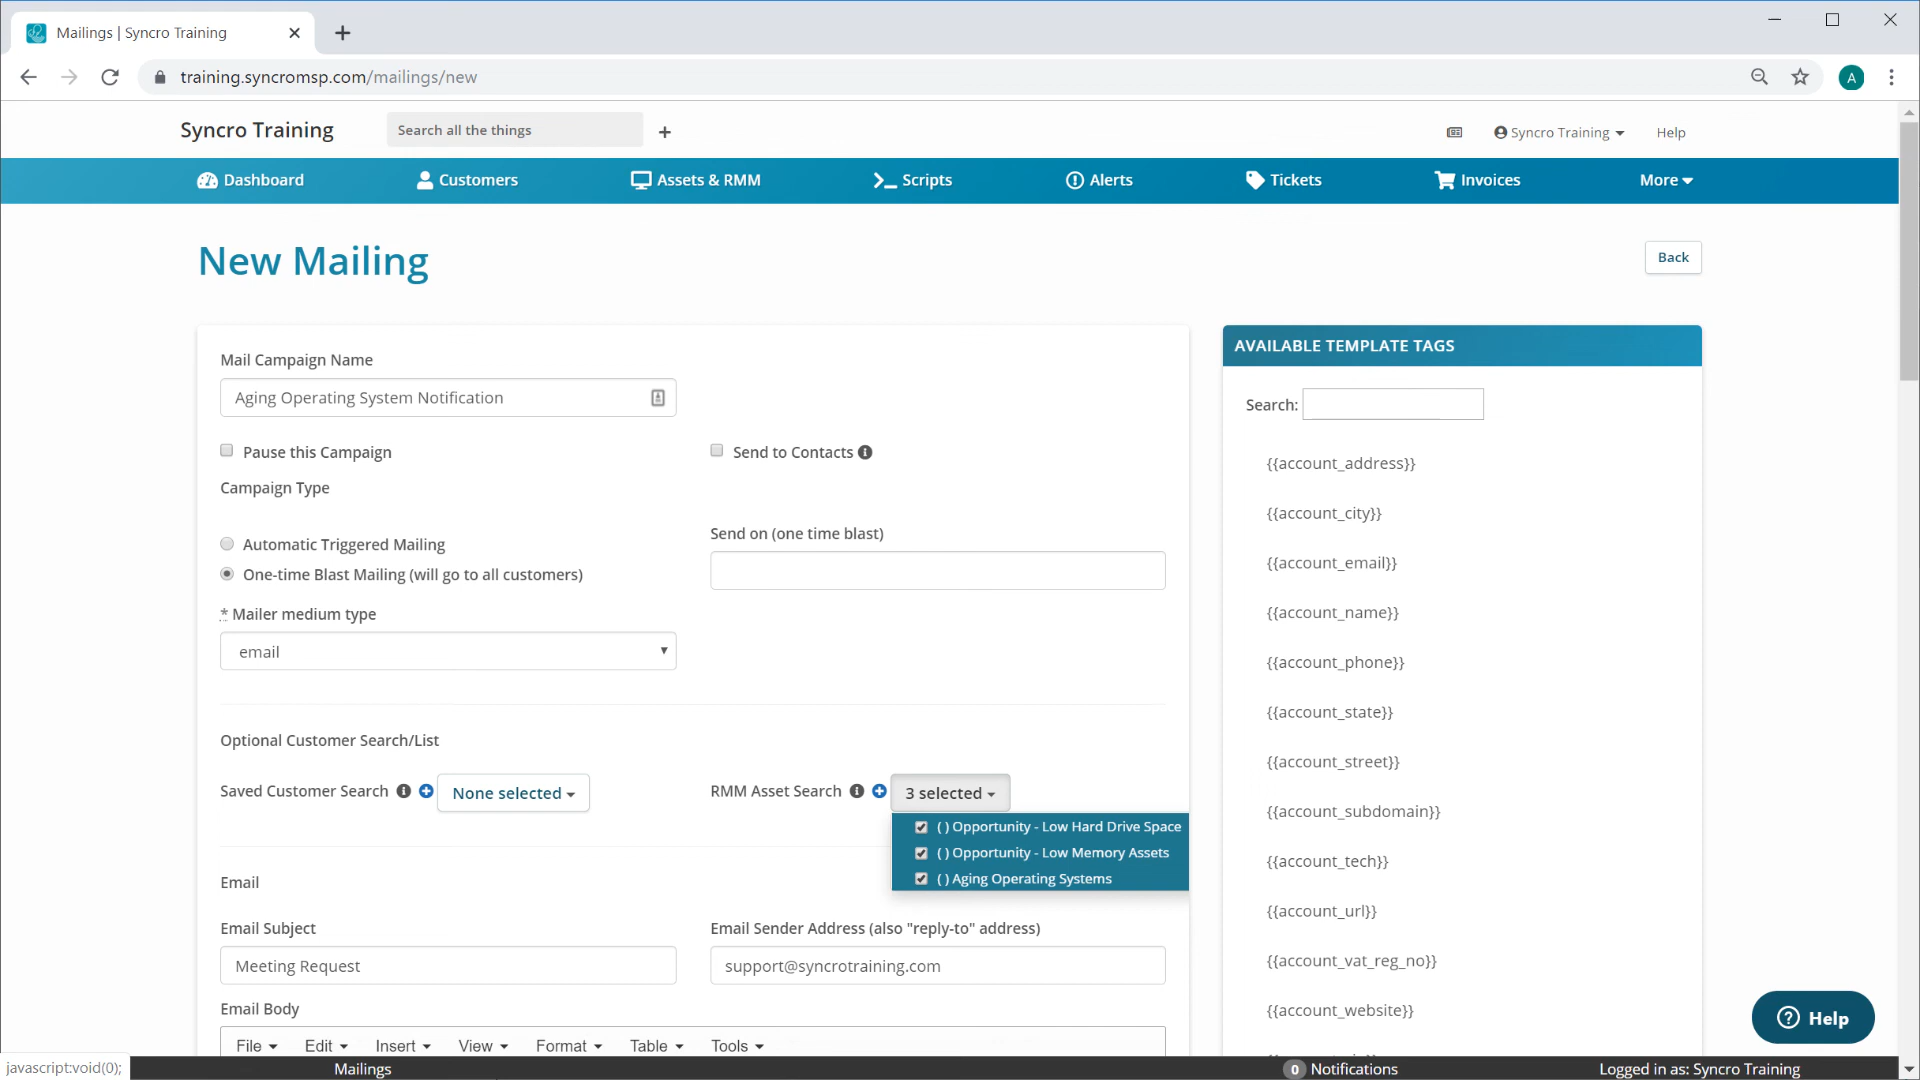 Mailings | Syncro Training
training.syncromsp.com/mailings/new
A
Syncro Training
Search all the things
Syncro Training
Help
Dashboard
Customers
Assets & RMM
Scripts
Alerts
Tickets
Invoices
More
New Mailing
Back
Mail Campaign Name
Aging Operating System Notification
Pause this Campaign
Send to Contacts
Campaign Type
Automatic Triggered Mailing
One-time Blast Mailing (will go to all customers)
Send on (one time blast)
* Mailer medium type
email
Optional Customer Search/List
Saved Customer Search
None selected
RMM Asset Search
3 selected
( ) Opportunity - Low Hard Drive Space
( ) Opportunity - Low Memory Assets
( ) Aging Operating Systems
Email
Email Subject
Meeting Request
Email Sender Address (also "reply-to" address)
support@syncrotraining.com
Email Body
File
Edit
Insert
View
Format
Table
Tools
AVAILABLE TEMPLATE TAGS
Search:
{{account_address}}
{{account_city}}
{{account_email}}
{{account_name}}
{{account_phone}}
{{account_state}}
{{account_street}}
{{account_subdomain}}
{{account_tech}}
{{account_url}}
{{account_vat_reg_no}}
{{account_website}}
Help
javascript:void(0);
Mailings
0 Notifications
Logged in as: Syncro Training